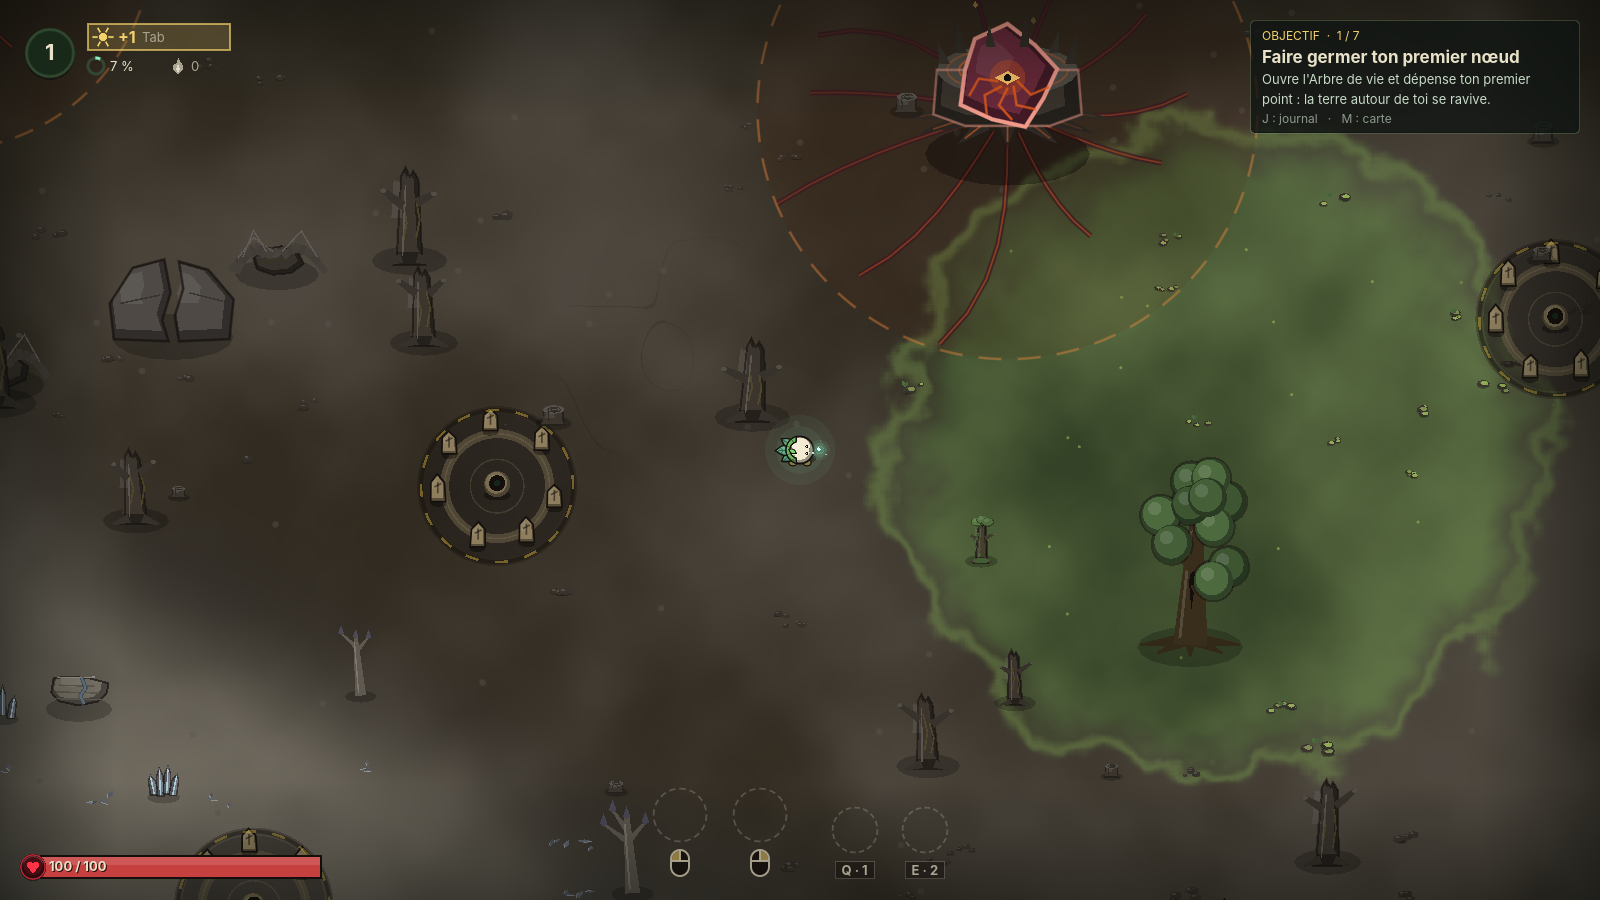 1
+1 Tab
7 %
0
OBJECTIF · 1 / 7
Faire germer ton premier nœud
Ouvre l'Arbre de vie et dépense ton premier
point : la terre autour de toi se ravive.
J : journal · M : carte
100 / 100
Q · 1
E · 2